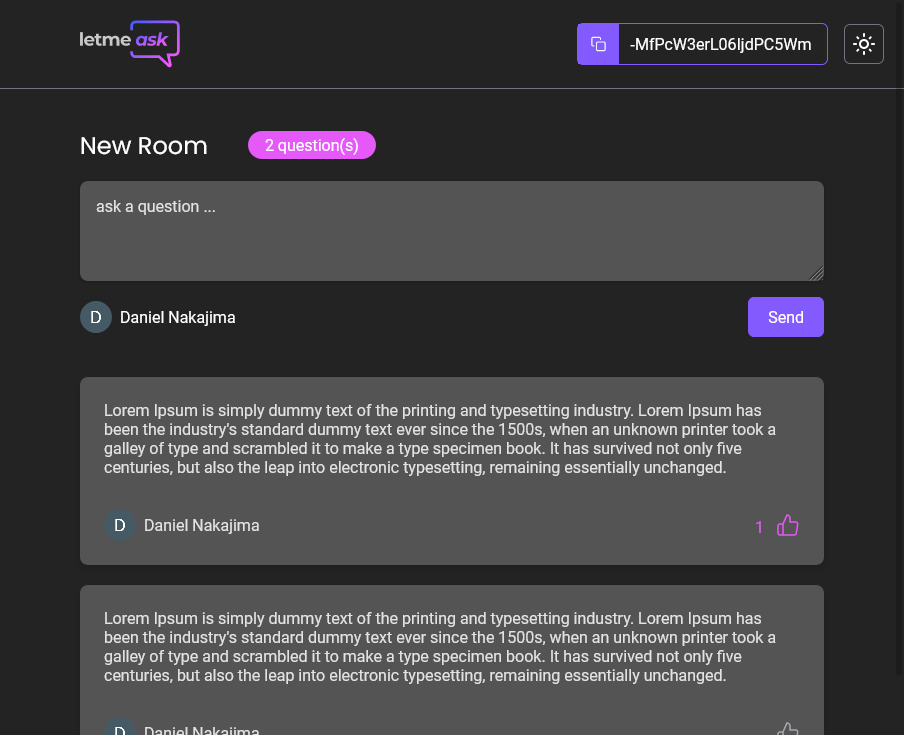 letme ask
-MfPcW3erL06ljdPC5Wm
New Room
2 question(s)
ask a question ...
D Daniel Nakajima
Send
Lorem Ipsum is simply dummy text of the printing and typesetting industry. Lorem Ipsum has
been the industry's standard dummy text ever since the 1500s, when an unknown printer took a
galley of type and scrambled it to make a type specimen book. It has survived not only five
centuries, but also the leap into electronic typesetting, remaining essentially unchanged.
D Daniel Nakajima
1
Lorem Ipsum is simply dummy text of the printing and typesetting industry. Lorem Ipsum has
been the industry's standard dummy text ever since the 1500s, when an unknown printer took a
galley of type and scrambled it to make a type specimen book. It has survived not only five
centuries, but also the leap into electronic typesetting, remaining essentially unchanged.
D Daniel Nakajima